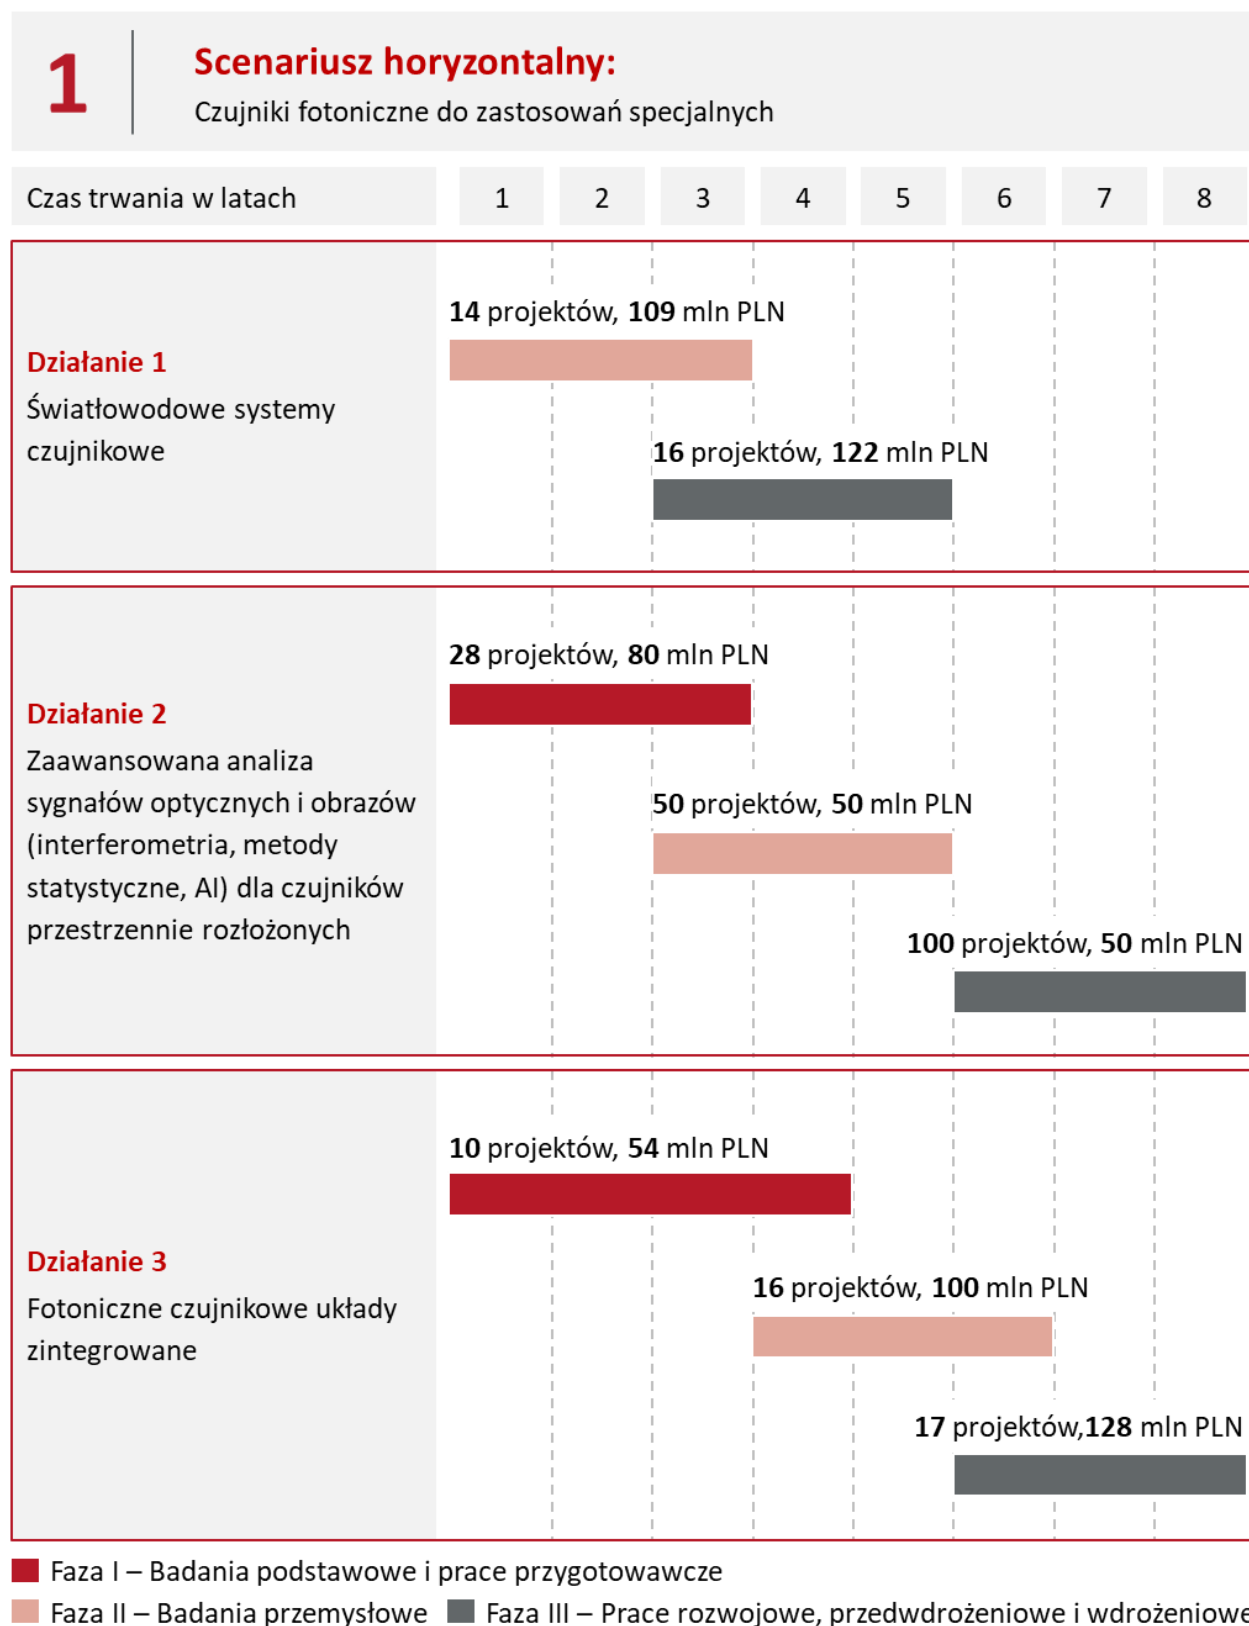 1
Scenariusz horyzontalny:
Czujniki fotoniczne do zastosowań specjalnych
Czas trwania w latach 1 2 3 4 5 6 7 8
Działanie 1
Światłowodowe systemy
czujnikowe
14 projektów, 109 mln PLN
16 projektów, 122 mln PLN
Działanie 2
Zaawansowana analiza
sygnałów optycznych i obrazów
(interferometria, metody
statystyczne, AI) dla czujników
przestrzennie rozłożonych
28 projektów, 80 mln PLN
50 projektów, 50 mln PLN
100 projektów, 50 mln PLN
Działanie 3
Fotoniczne czujnikowe układy
zintegrowane
10 projektów, 54 mln PLN
16 projektów, 100 mln PLN
17 projektów,128 mln PLN
Faza I – Badania podstawowe i prace przygotowawcze
Faza II – Badania przemysłowe Faza III – Prace rozwojowe, przedwdrożeniowe i wdrożeniowe